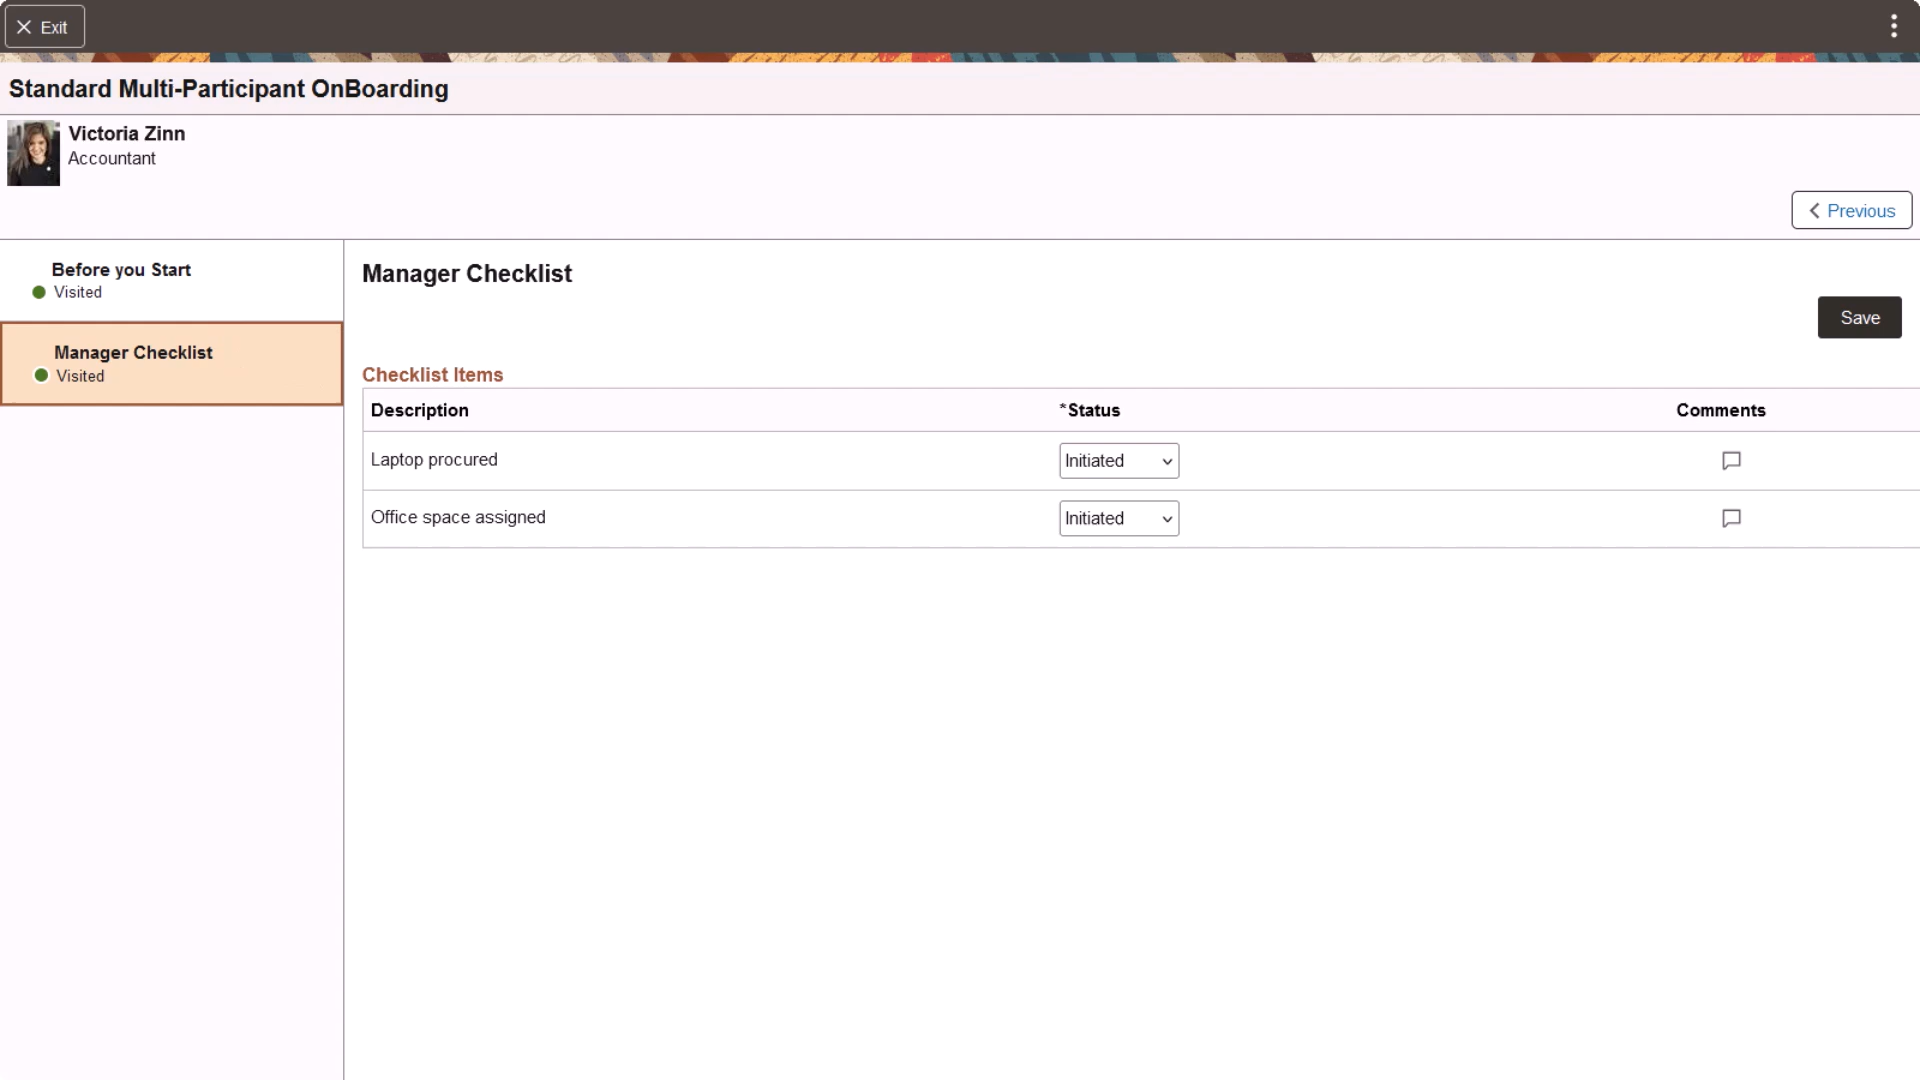 Exit
Standard Multi-Participant OnBoarding
Victoria Zinn
Accountant
Previous
Before you Start
Visited
Manager Checklist
Visited
Manager Checklist
Save
Checklist Items
Description *Status Comments
Laptop procured Initiated
Office space assigned Initiated